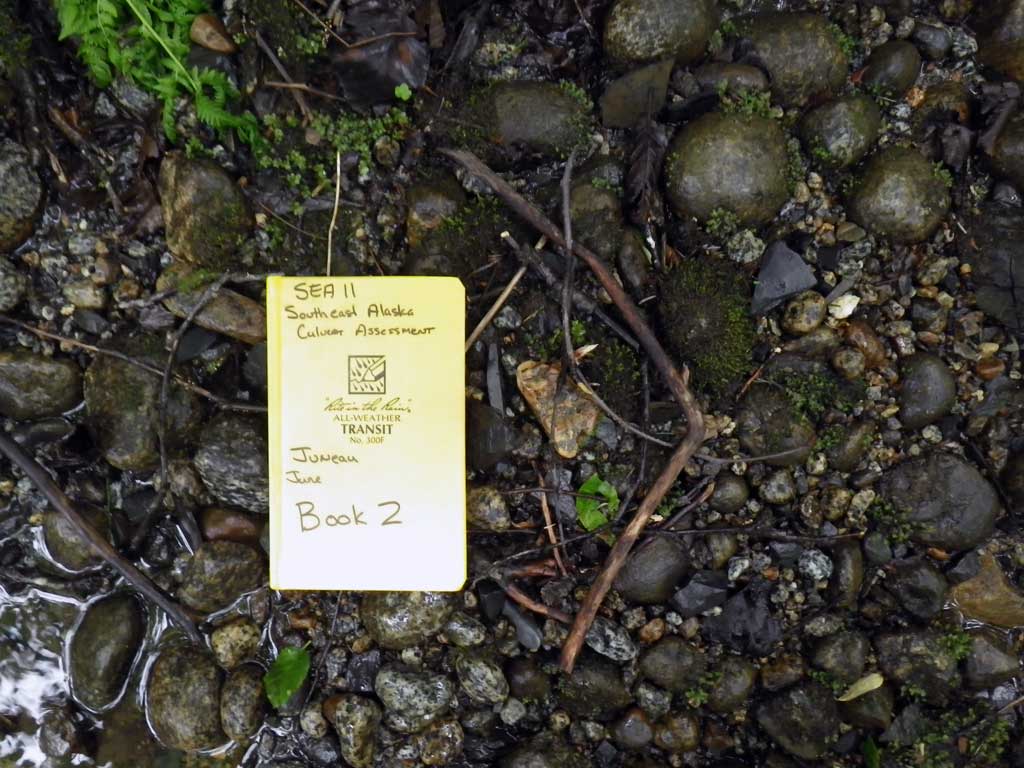 SEA 11
Southeast Alaska
Culvert Assessment
"Rite in the Rain"
ALL-WEATHER
TRANSIT
No. 300F
Juneau
June
Book 2